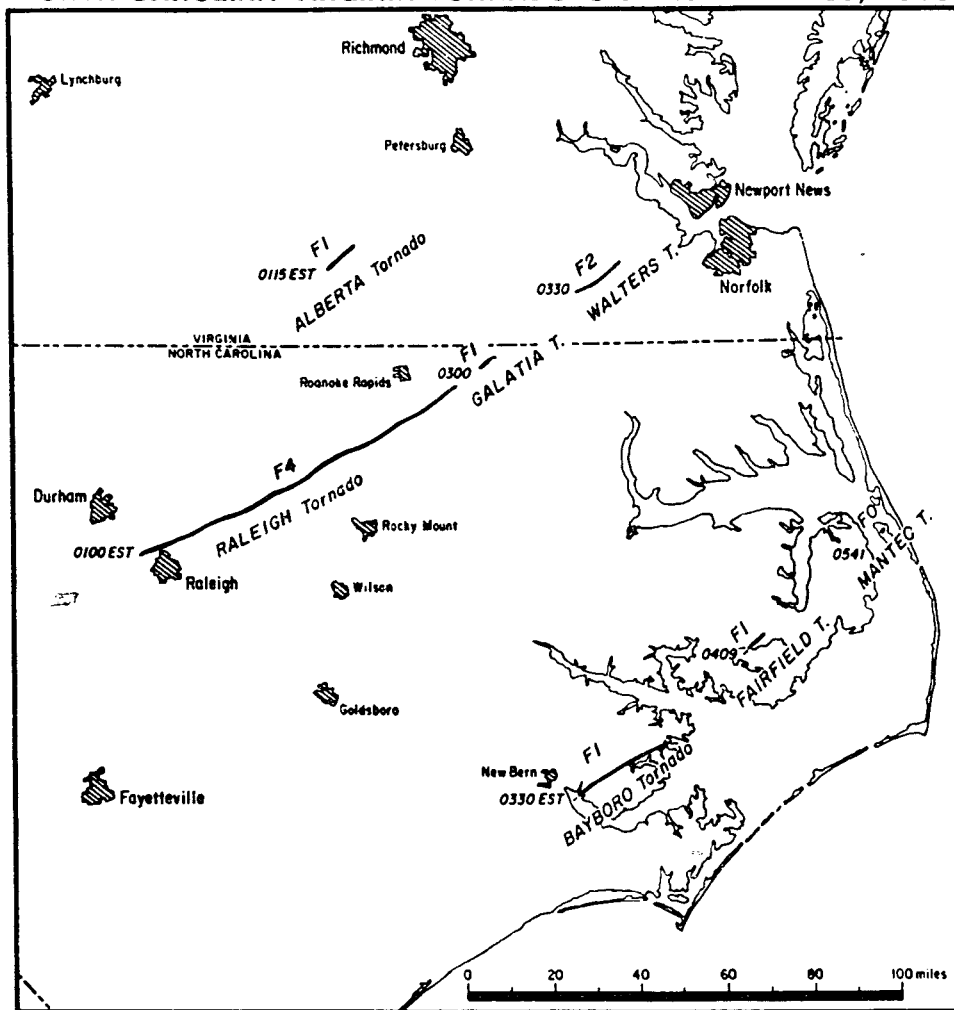 Richmond
Lynchburg
Petersburg
Newport News
Norfolk
F1
0115 EST
ALBERTA Tornado
F2
0330
WALTERS T.
VIRGINIA
NORTH CAROLINA
Roanoke Rapids
F1
0300
GALATIA T.
F4
RALEIGH Tornado
Durham
0100 EST
Raleigh
Rocky Mount
Wilson
FO
0541
MANTEC T.
F1
0409
FAIRFIELD T.
Goldsboro
Fayetteville
New Bern
F1
0330 EST
BAYBORO Tornado
0 20 40 60 80 100 miles